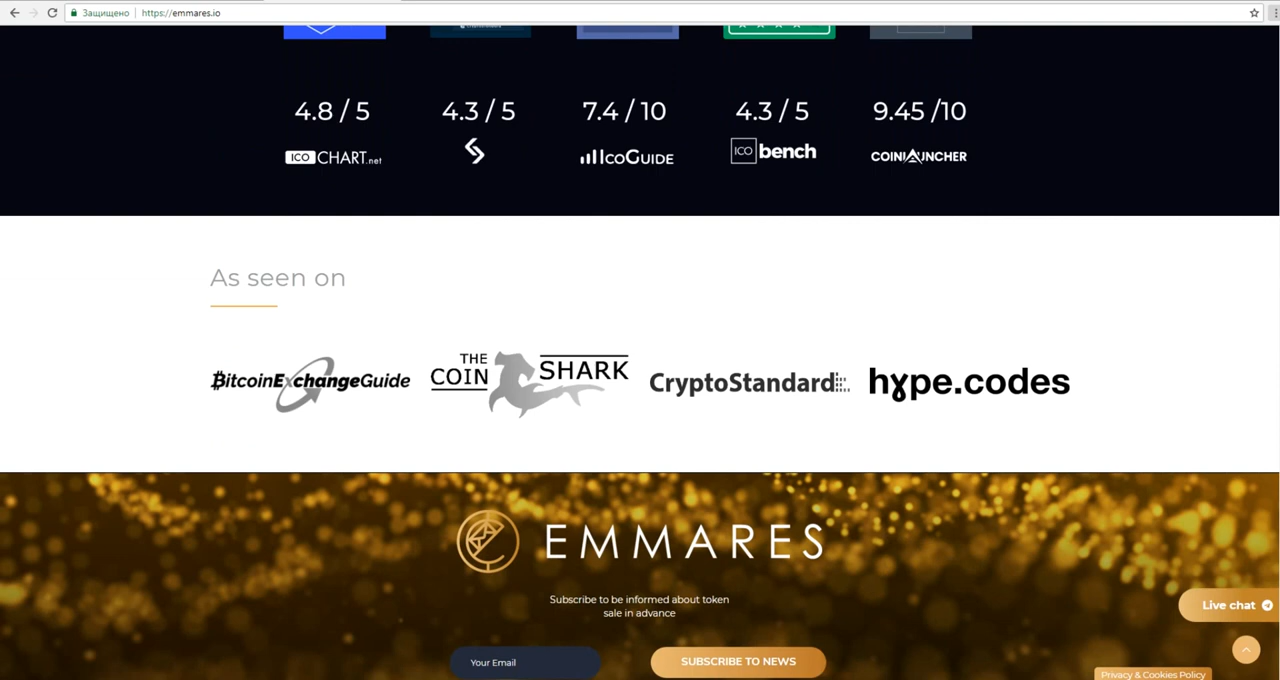 Защищено https://emmares.io
4.8 / 5
4.3 / 5
7.4 / 10
4.3 / 5
9.45 /10
ICO CHART.net
IcoGuide
ICO bench
COINLAUNCHER
As seen on
BitcoinExchangeGuide
THE COIN SHARK
CryptoStandard
hype.codes
EMMARES
Subscribe to be informed about token
sale in advance
Live chat
Your Email
SUBSCRIBE TO NEWS
Privacy & Cookies Policy